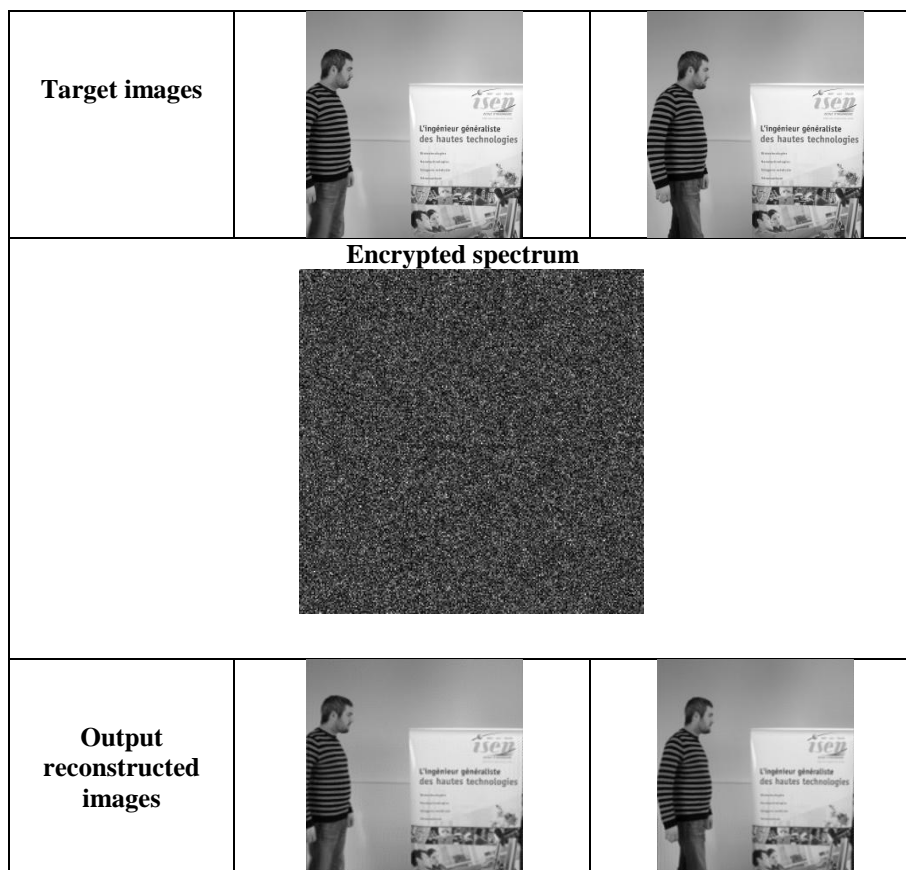 Target images
isen
L'ingénieur généraliste
des hautes technologies
isen
L'ingénieur généraliste
des hautes technologies
Encrypted spectrum
Output
reconstructed
images
isen
L'ingénieur généraliste
des hautes technologies
isen
L'ingénieur généraliste
des hautes technologies